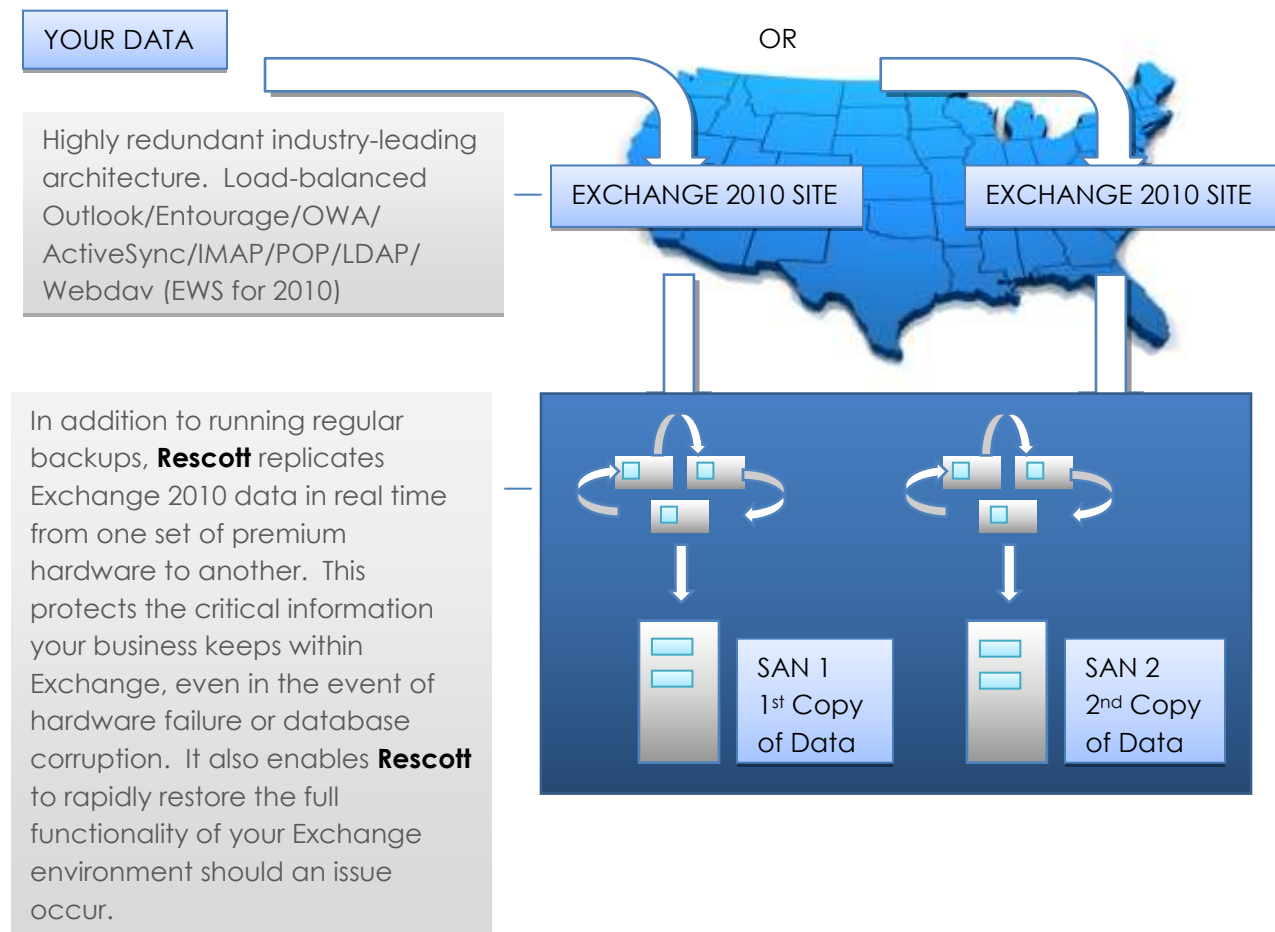 YOUR DATA
OR
Highly redundant industry-leading
architecture.  Load-balanced
Outlook/Entourage/OWA/
ActiveSync/IMAP/POP/LDAP/
Webdav (EWS for 2010)
EXCHANGE 2010 SITE
EXCHANGE 2010 SITE
In addition to running regular
backups, Rescott replicates
Exchange 2010 data in real time
from one set of premium
hardware to another.  This
protects the critical information
your business keeps within
Exchange, even in the event of
hardware failure or database
corruption.  It also enables Rescott
to rapidly restore the full
functionality of your Exchange
environment should an issue
occur.
SAN 1
1st Copy
of Data
SAN 2
2nd Copy
of Data